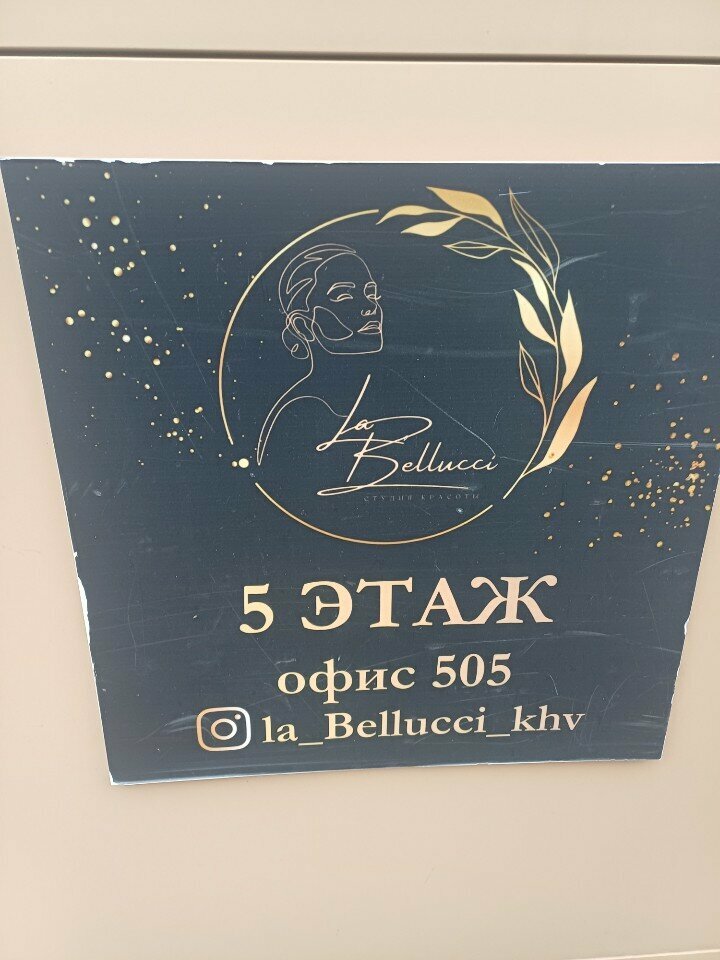 La
Bellucci
СТУДИЯ КРАСОТЫ
5 ЭТАЖ
офис 505
la_Bellucci_khv